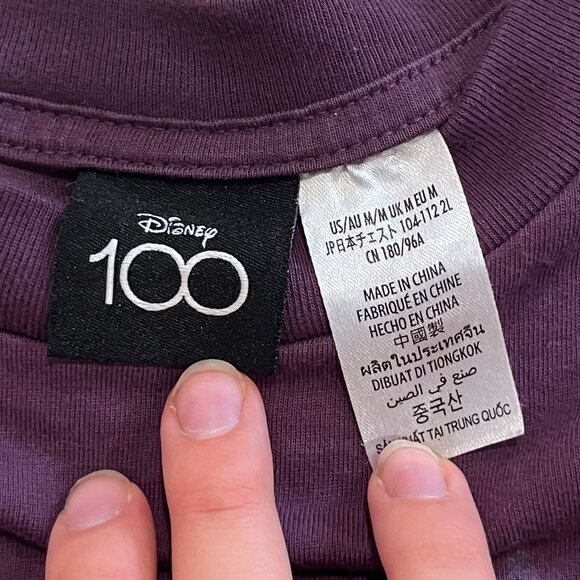 Disney
100
US/AU M/M UK M EU M
JP日本チェスト 104-112 2L
CN 180/96A
MADE IN CHINA
FABRIQUÉ EN CHINE
HECHO EN CHINA
中國製
ผลิตในประเทศจีน
DIBUAT DI TIONGKOK
صنع في الصين
중국산
TẠI TRUNG QUỐC